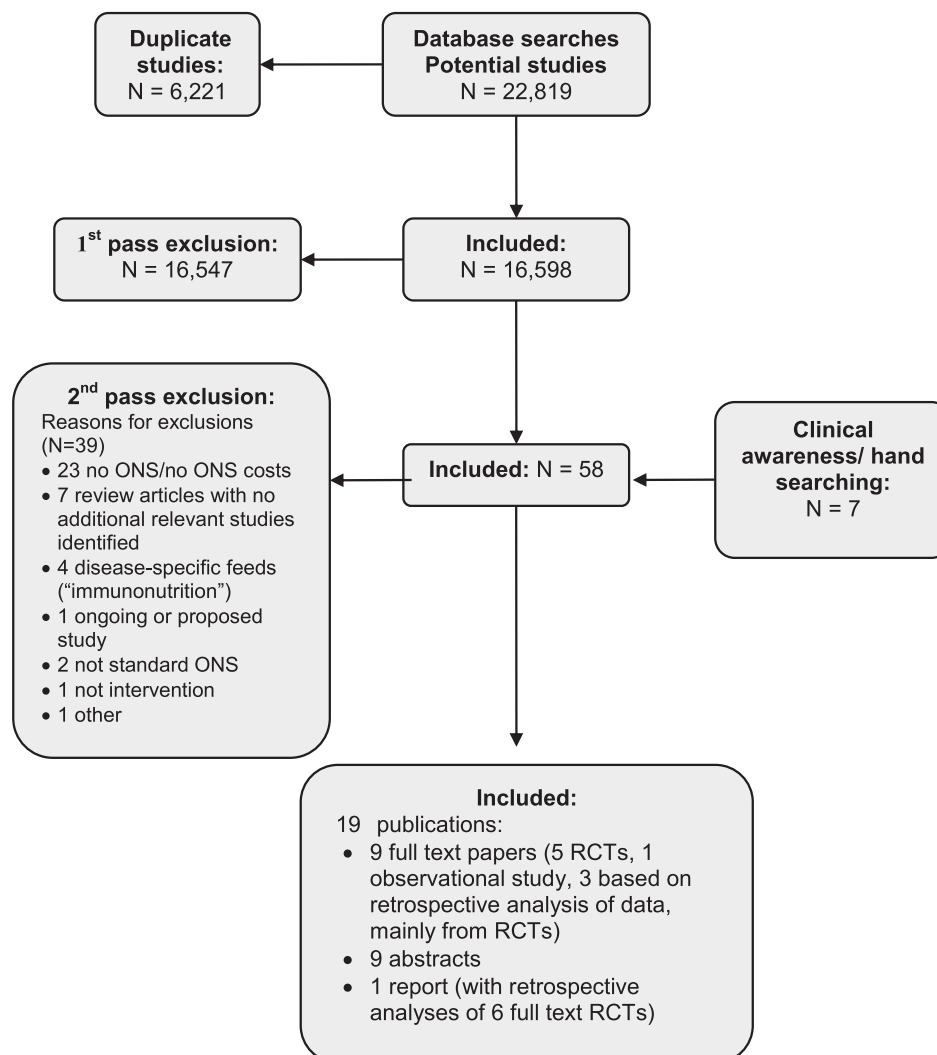 Duplicate
studies:
N = 6,221
Database searches
Potential studies
N = 22,819
1st pass exclusion:
N = 16,547
Included:
N = 16,598
2nd pass exclusion:
Reasons for exclusions
(N=39)
• 23 no ONS/no ONS costs
• 7 review articles with no
additional relevant studies
identified
• 4 disease-specific feeds
(“immunonutrition”)
• 1 ongoing or proposed
study
• 2 not standard ONS
• 1 not intervention
• 1 other
Included: N = 58
Clinical
awareness/ hand
searching:
N = 7
Included:
19 publications:
• 9 full text papers (5 RCTs, 1
observational study, 3 based on
retrospective analysis of data,
mainly from RCTs)
• 9 abstracts
• 1 report (with retrospective
analyses of 6 full text RCTs)